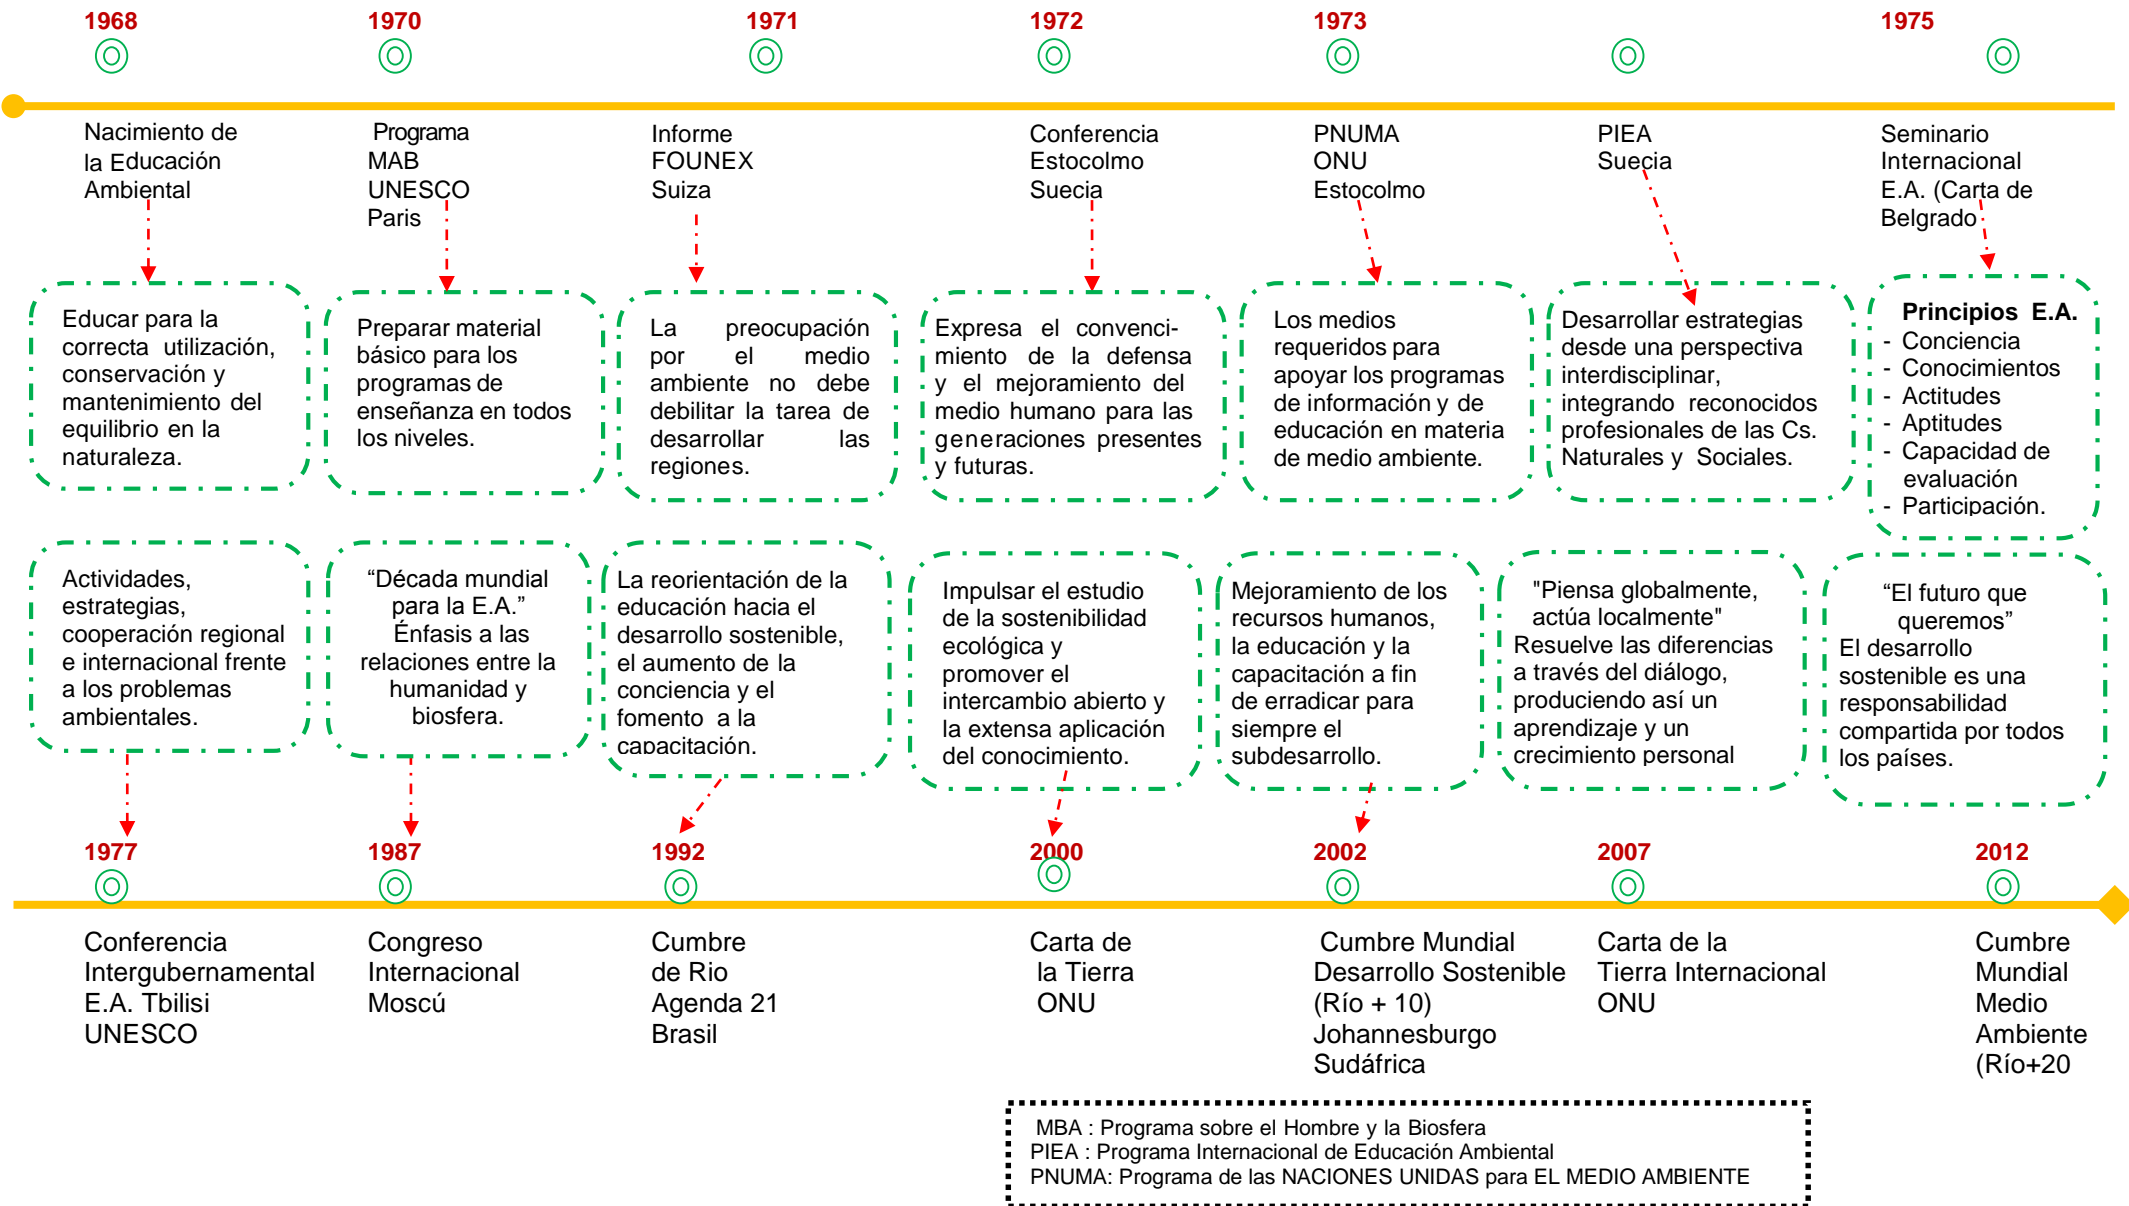 1968
1970
1971
1972
1973
1975
Nacimiento de
la Educación
Ambiental
Programa
MAB
UNESCO
Paris
Informe
FOUNEX
Suiza
Conferencia
Estocolmo
Suecia
PNUMA
ONU
Estocolmo
PIEA
Suecia
Seminario
Internacional
E.A. (Carta de
Belgrado
Educar para la
correcta utilización,
conservación y
mantenimiento del
equilibrio en la
naturaleza.
Preparar material
básico para los
programas de
enseñanza en todos
los niveles.
La preocupación
por el medio
ambiente no debe
debilitar la tarea de
desarrollar las
regiones.
Expresa el convenci-
miento de la defensa
y el mejoramiento del
medio humano para las
generaciones presentes
y futuras.
Los medios
requeridos para
apoyar los programas
de información y de
educación en materia
de medio ambiente.
Desarrollar estrategias
desde una perspectiva
interdisciplinar,
integrando reconocidos
profesionales de las Cs.
Naturales y Sociales.
Principios E.A.
- Conciencia
- Conocimientos
- Actitudes
- Aptitudes
- Capacidad de
evaluación
- Participación.
Actividades,
estrategias,
cooperación regional
e internacional frente
a los problemas
ambientales.
“Década mundial
para la E.A.”
Énfasis a las
relaciones entre la
humanidad y
biosfera.
La reorientación de la
educación hacia el
desarrollo sostenible,
el aumento de la
conciencia y el
fomento a la
capacitación.
Impulsar el estudio
de la sostenibilidad
ecológica y
promover el
intercambio abierto y
la extensa aplicación
del conocimiento.
Mejoramiento de los
recursos humanos,
la educación y la
capacitación a fin
de erradicar para
siempre el
subdesarrollo.
"Piensa globalmente,
actúa localmente"
Resuelve las diferencias
a través del diálogo,
produciendo así un
aprendizaje y un
crecimiento personal
“El futuro que
queremos”
El desarrollo
sostenible es una
responsabilidad
compartida por todos
los países.
1977
1987
1992
2000
2002
2007
2012
Conferencia
Intergubernamental
E.A. Tbilisi
UNESCO
Congreso
Internacional
Moscú
Cumbre
de Rio
Agenda 21
Brasil
Carta de
la Tierra
ONU
Cumbre Mundial
Desarrollo Sostenible
(Río + 10)
Johannesburgo
Sudáfrica
Carta de la
Tierra Internacional
ONU
Cumbre
Mundial
Medio
Ambiente
(Río+20
MBA : Programa sobre el Hombre y la Biosfera
PIEA : Programa Internacional de Educación Ambiental
PNUMA: Programa de las NACIONES UNIDAS para EL MEDIO AMBIENTE